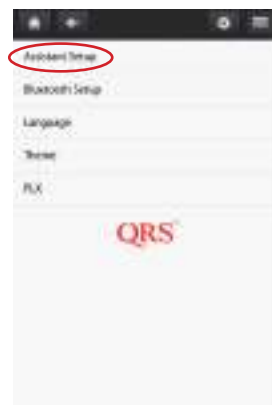 Assistant Setup
Bluetooth Setup
Language
Theme
PLX
QRS